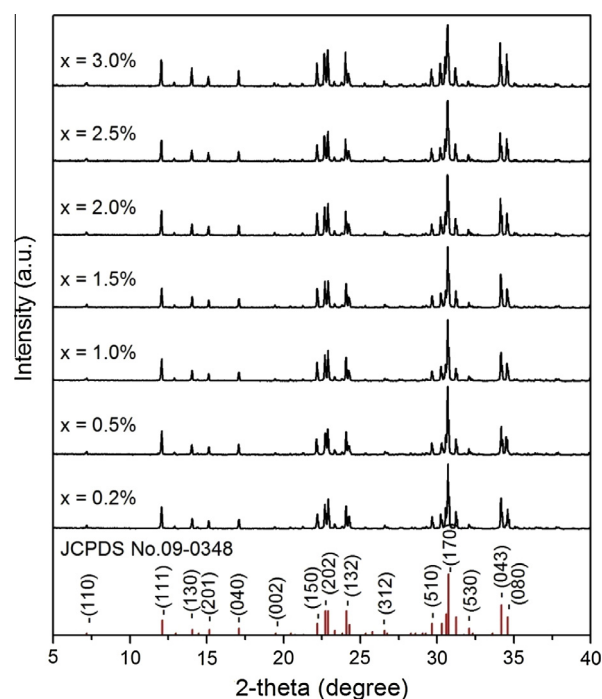 x = 3.0%
x = 2.5%
x = 2.0%
x = 1.5%
x = 1.0%
x = 0.5%
x = 0.2%
JCPDS No.09-0348
(110)
(111)
(130)
(201)
(040)
(002)
(150)
(202)
(132)
(312)
(510)
(170)
(530)
(043)
(080)
5 10 15 20 25 30 35 40
2-theta (degree)
Intensity (a.u.)